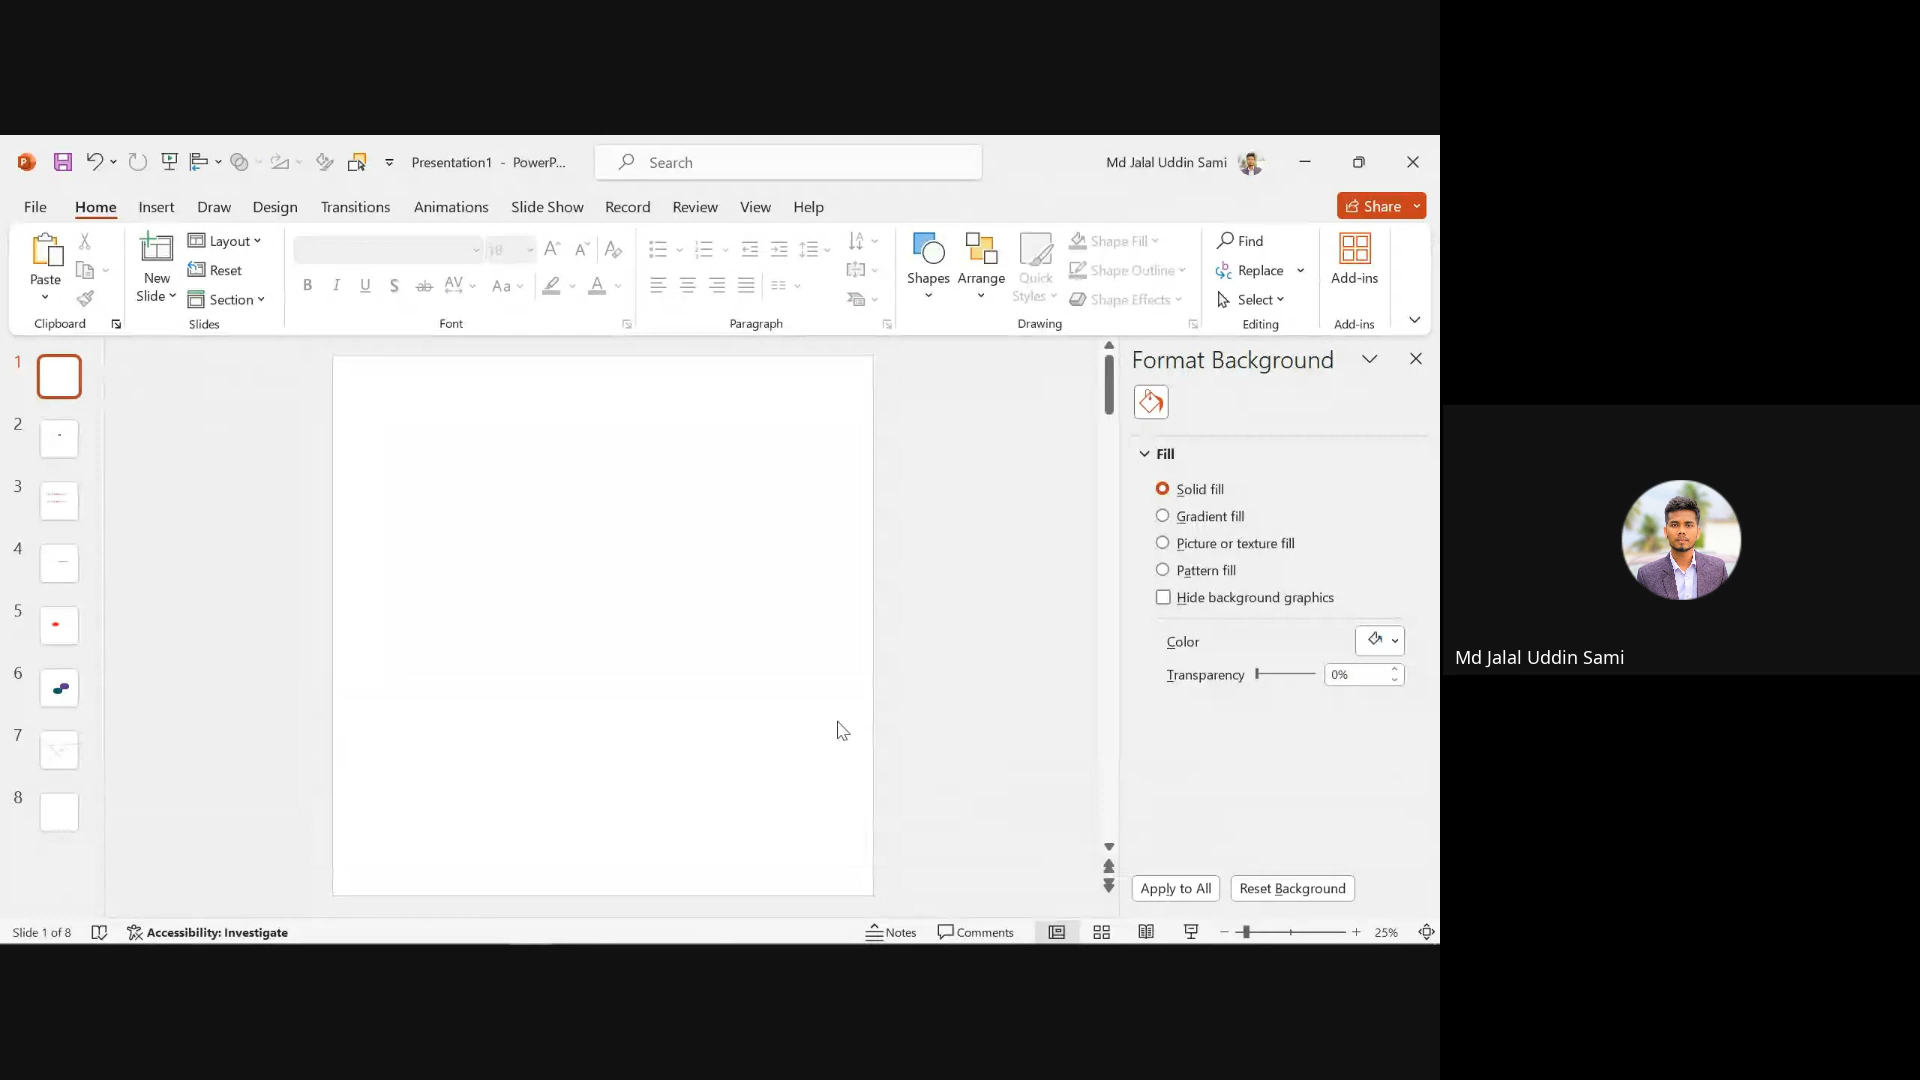 Presentation1 - PowerP...
Search
Md Jalal Uddin Sami
File Home Insert Draw Design Transitions Animations Slide Show Record Review View Help
Share
Paste
New Slide
Layout
Reset
Section
18
B I U S ab AV Aa A
Shapes
Arrange
Quick Styles
Shape Fill
Shape Outline
Shape Effects
Find
Replace
Select
Add-ins
Clipboard
Slides
Font
Paragraph
Drawing
Editing
Add-ins
1
2
3
4
5
6
7
8
Format Background
Fill
Solid fill
Gradient fill
Picture or texture fill
Pattern fill
Hide background graphics
Color
Transparency 0%
Apply to All
Reset Background
Slide 1 of 8
Accessibility: Investigate
Notes
Comments
25%
Md Jalal Uddin Sami